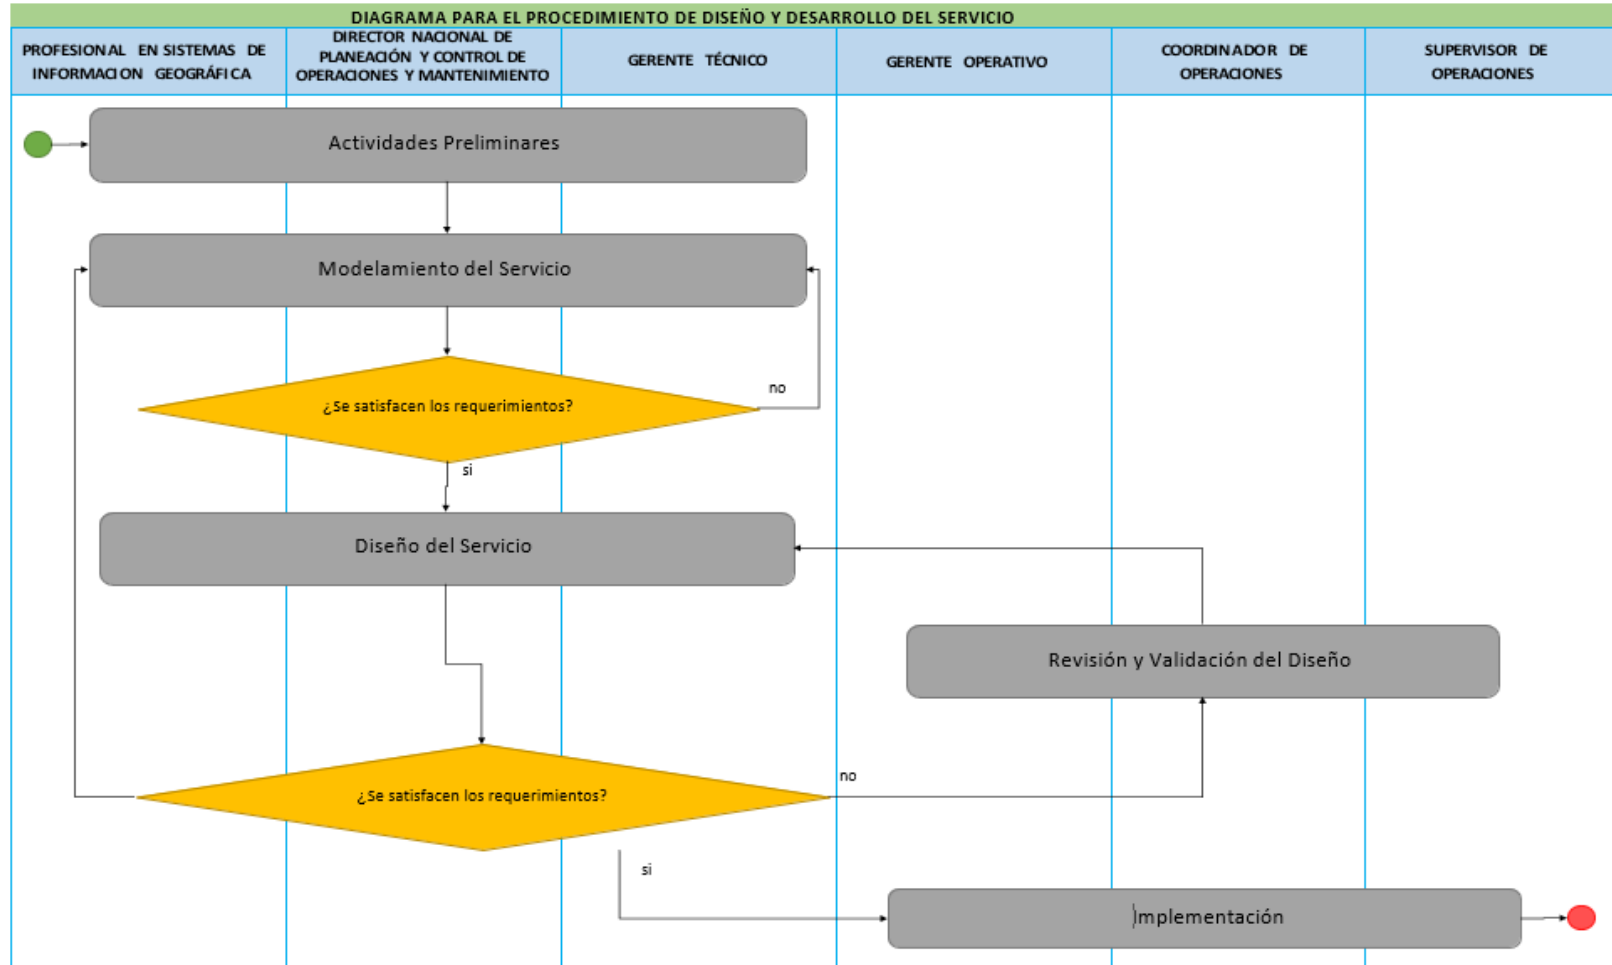 DIAGRAMA PARA EL PROCEDIMIENTO DE DISEÑO Y DESARROLLO DEL SERVICIO
PROFESIONAL EN SISTEMAS DE
INFORMACION GEOGRÁFICA
DIRECTOR NACIONAL DE
PLANEACIÓN Y CONTROL DE
OPERACIONES Y MANTENIMIENTO
GERENTE TÉCNICO
GERENTE OPERATIVO
COORDINADOR DE
OPERACIONES
SUPERVISOR DE
OPERACIONES
Actividades Preliminares
Modelamiento del Servicio
no
¿Se satisfacen los requerimientos?
si
Diseño del Servicio
Revisión y Validación del Diseño
no
¿Se satisfacen los requerimientos?
si
Implementación